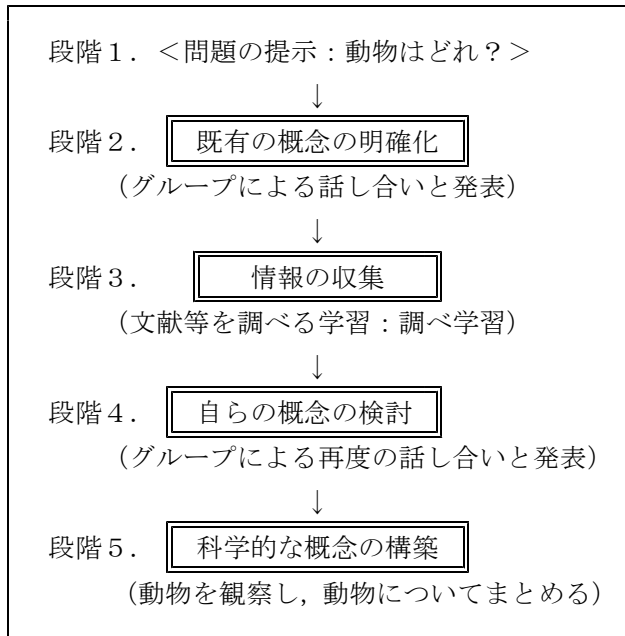 段階１．＜問題の提示：動物はどれ？＞
↓
段階２． 既有の概念の明確化
（グループによる話し合いと発表）
↓
段階３． 情報の収集
（文献等を調べる学習：調べ学習）
↓
段階４． 自らの概念の検討
（グループによる再度の話し合いと発表）
↓
段階５． 科学的な概念の構築
（動物を観察し，動物についてまとめる）